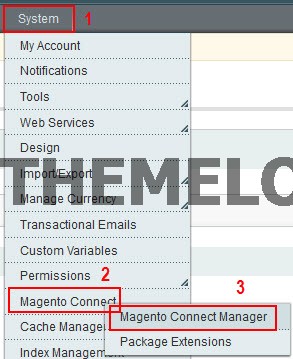 System 1
My Account
Notifications
Tools
Web Services
Design
Import/Export
THEMELO
Manage Currency
Transactional Emails
Custom Variables
Permissions 2
Magento Connect 3
Magento Connect Manager
Cache Manage
Package Extensions
Index Management